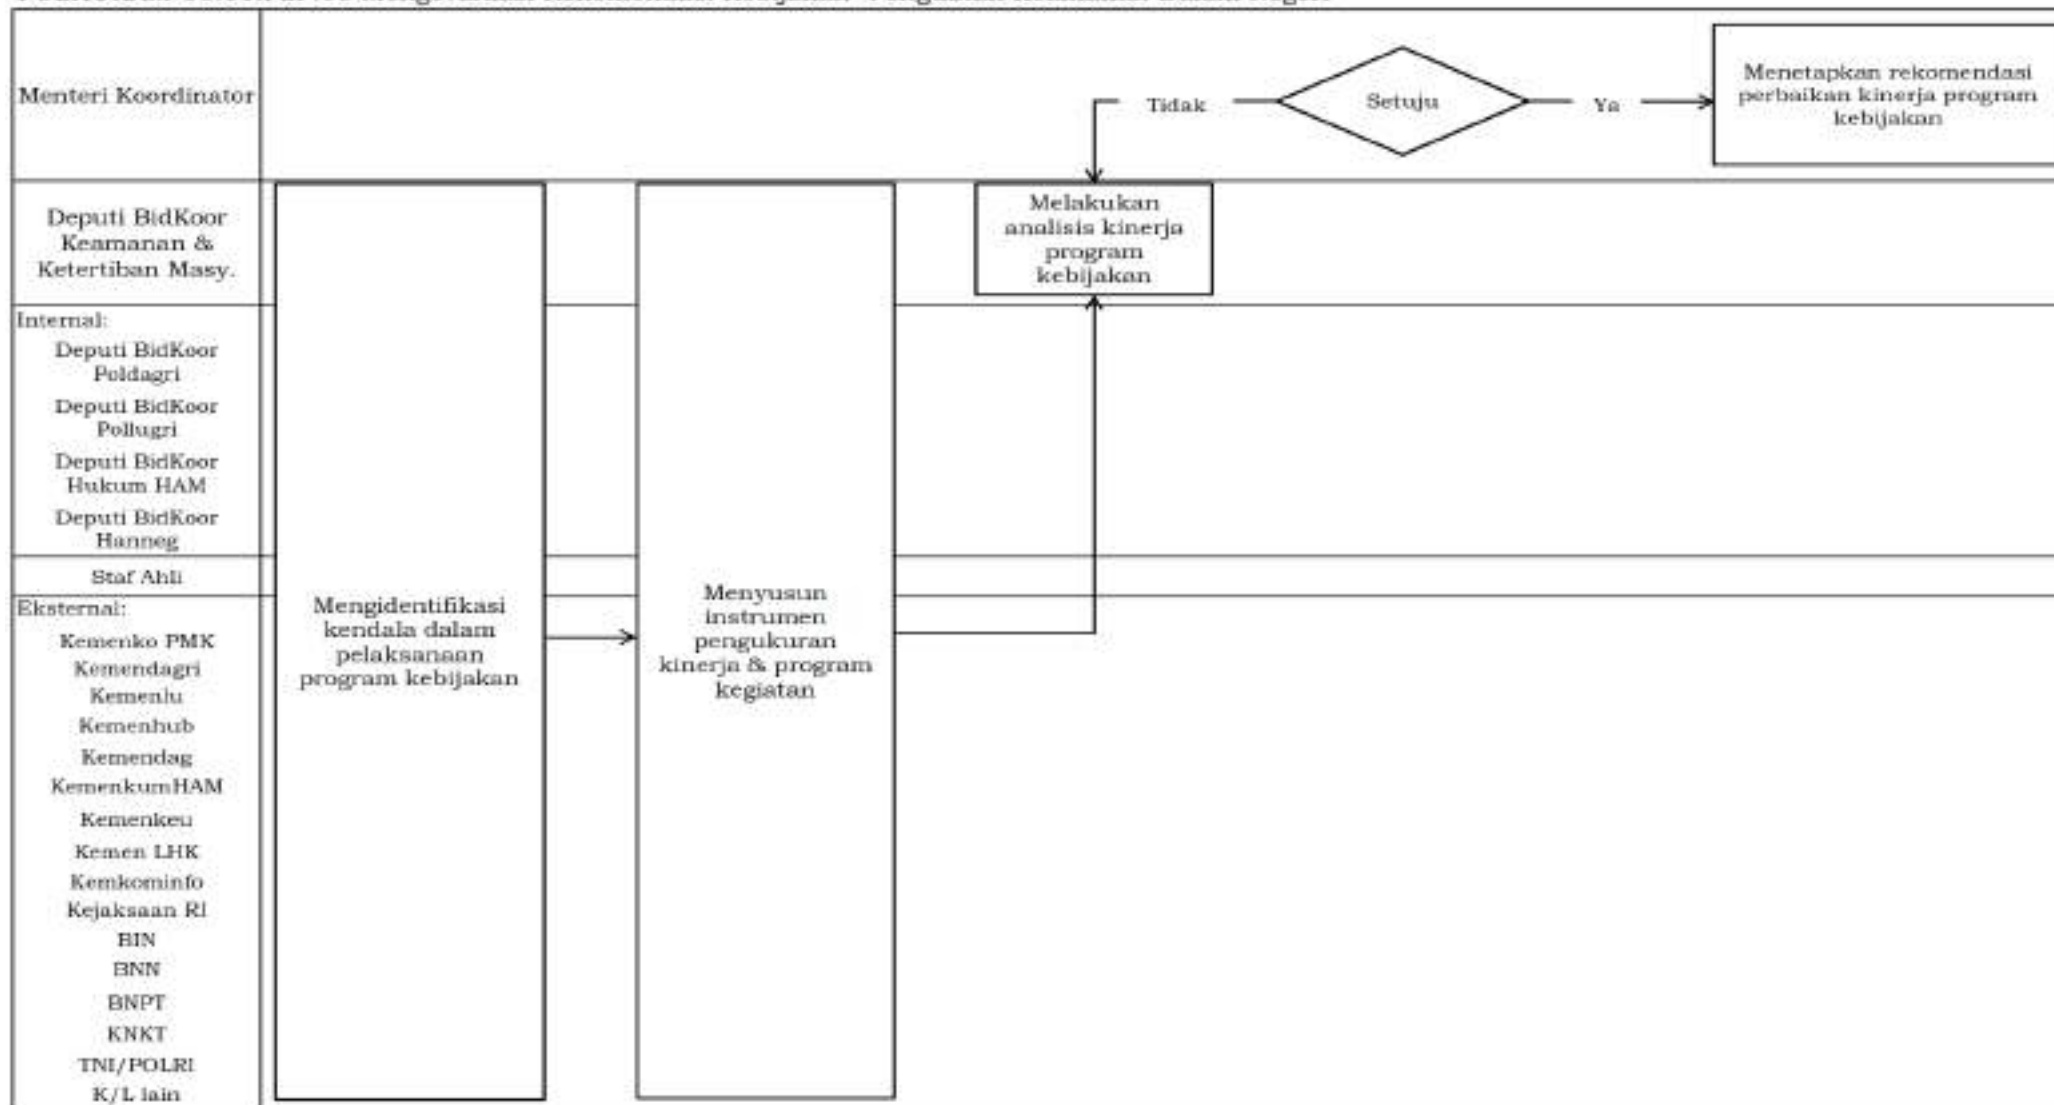 Menteri Koordinator
Tidak
Setuju
Ya
Menetapkan rekomendasi
perbaikan kinerja program
kebijakan
Deputi BidKoor
Keamanan &
Ketertiban Masy.
Melakukan
analisis kinerja
program
kebijakan
Internal:
Deputi BidKoor
Poldagri
Deputi BidKoor
Pollugri
Deputi BidKoor
Hukum HAM
Deputi BidKoor
Hanneg
Staf Ahli
Eksternal:
Kemenko PMK
Kemendagri
Kemenlu
Kemenhub
Kemendag
KemenkumHAM
Kemenkeu
Kemen LHK
Kemkominfo
Kejaksaan RI
BIN
BNN
BNPT
KNKT
TNI/POLRI
K/L lain
Mengidentifikasi
kendala dalam
pelaksanaan
program kebijakan
Menyusun
instrumen
pengukuran
kinerja & program
kegiatan